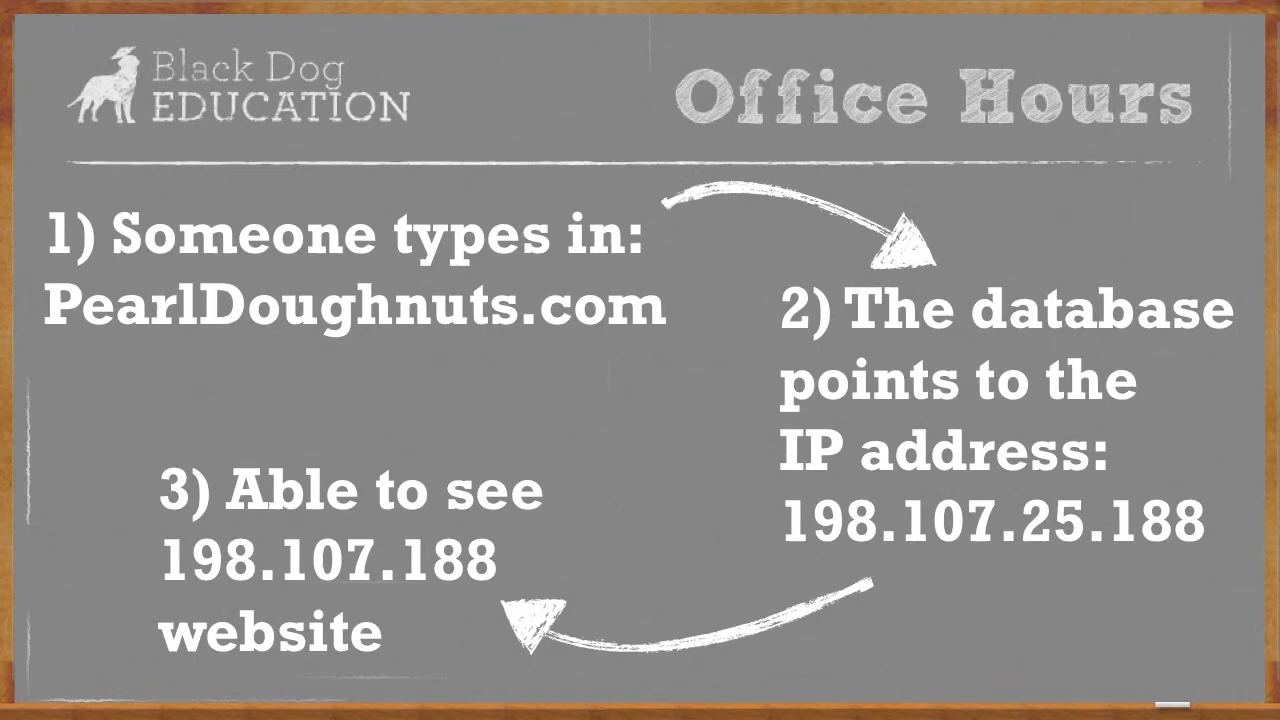 Black Dog
EDUCATION
Office Hours
1) Someone types in:
PearlDoughnuts.com
2) The database
points to the
IP address:
198.107.25.188
3) Able to see
198.107.188
website